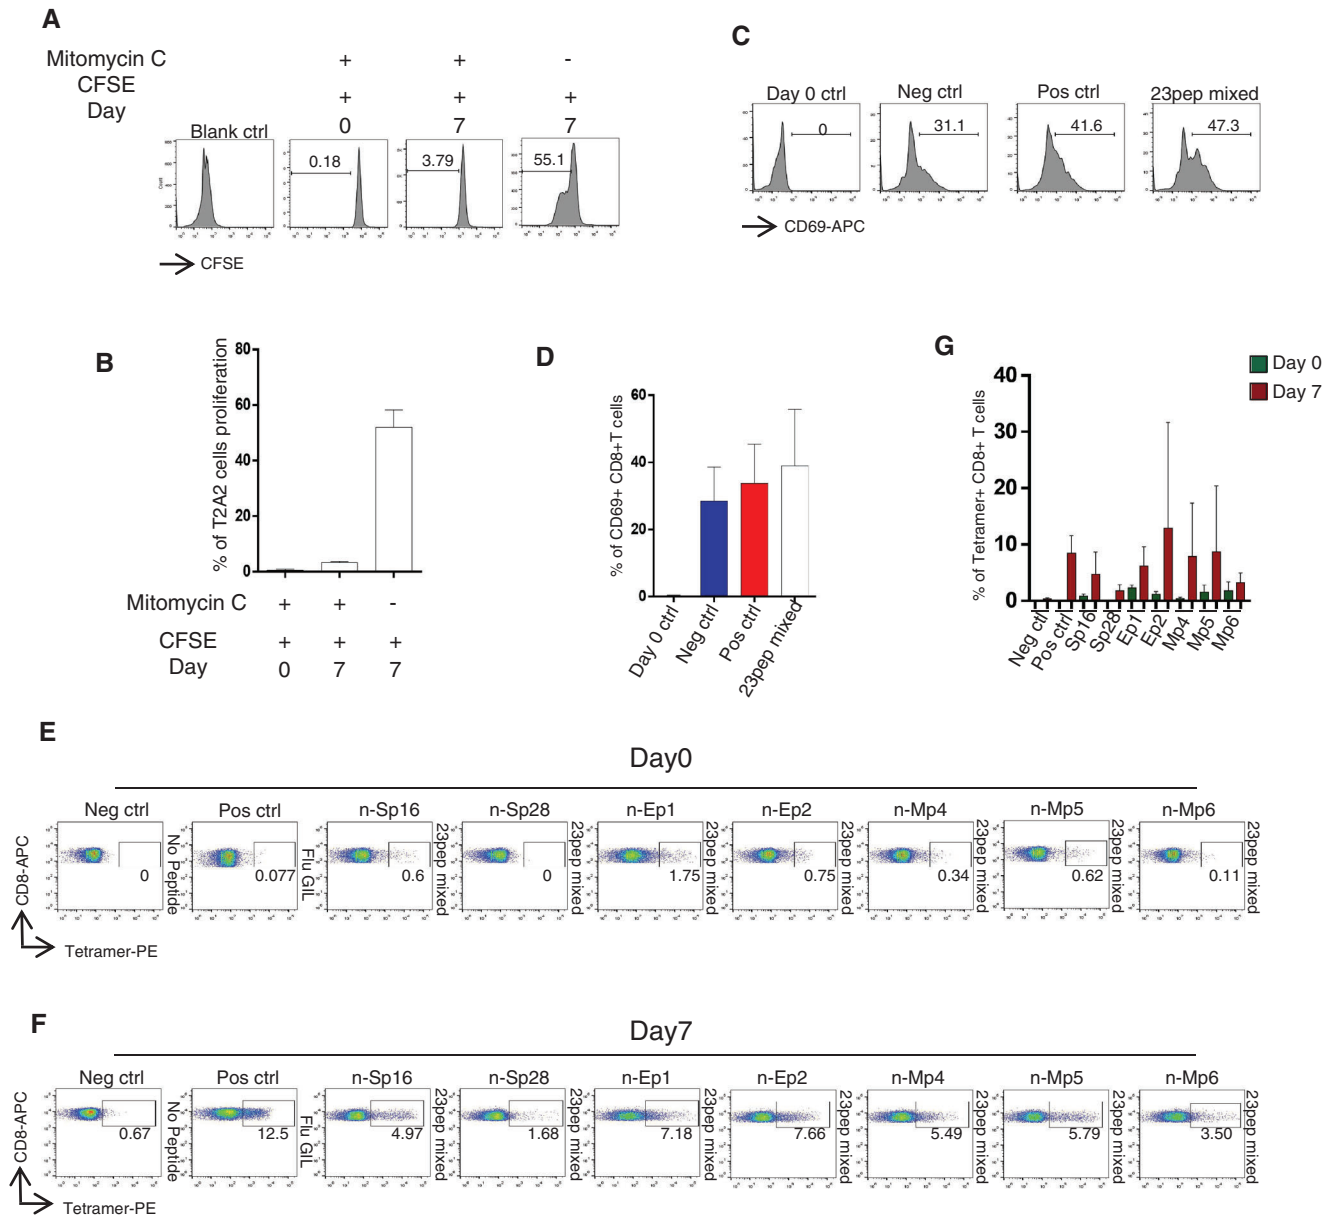 A
Mitomycin C + + -
CFSE + + +
Day 0 7 7
Blank ctrl
0.18
3.79
55.1
Count
CFSE
C
Day 0 ctrl Neg ctrl Pos ctrl 23pep mixed
0 31.1 41.6 47.3
CD69-APC
B
% of T2A2 cells proliferation
80
60
40
20
0
Mitomycin C + + -
CFSE + + +
Day 0 7 7
D
% of CD69+ CD8+T cells
60
40
20
0
Day 0 ctrl
Neg ctrl
Pos ctrl
23pep mixed
G
Day 0
Day 7
% of Tetramer+ CD8+ T cells
40
30
20
10
0
Neg ctl
Pos ctrl
Sp16
Sp28
Ep1
Ep2
Mp4
Mp5
Mp6
E
Day0
Neg ctrl Pos ctrl n-Sp16 n-Sp28 n-Ep1 n-Ep2 n-Mp4 n-Mp5 n-Mp6
No Peptide Flu GIL 23pep mixed 23pep mixed 23pep mixed 23pep mixed 23pep mixed 23pep mixed 23pep mixed
0 0.077 0.6 0 1.75 0.75 0.34 0.62 0.11
CD8-APC
Tetramer-PE
F
Day7
Neg ctrl Pos ctrl n-Sp16 n-Sp28 n-Ep1 n-Ep2 n-Mp4 n-Mp5 n-Mp6
No Peptide Flu GIL 23pep mixed 23pep mixed 23pep mixed 23pep mixed 23pep mixed 23pep mixed 23pep mixed
0.67 12.5 4.97 1.68 7.18 7.66 5.49 5.79 3.50
CD8-APC
Tetramer-PE